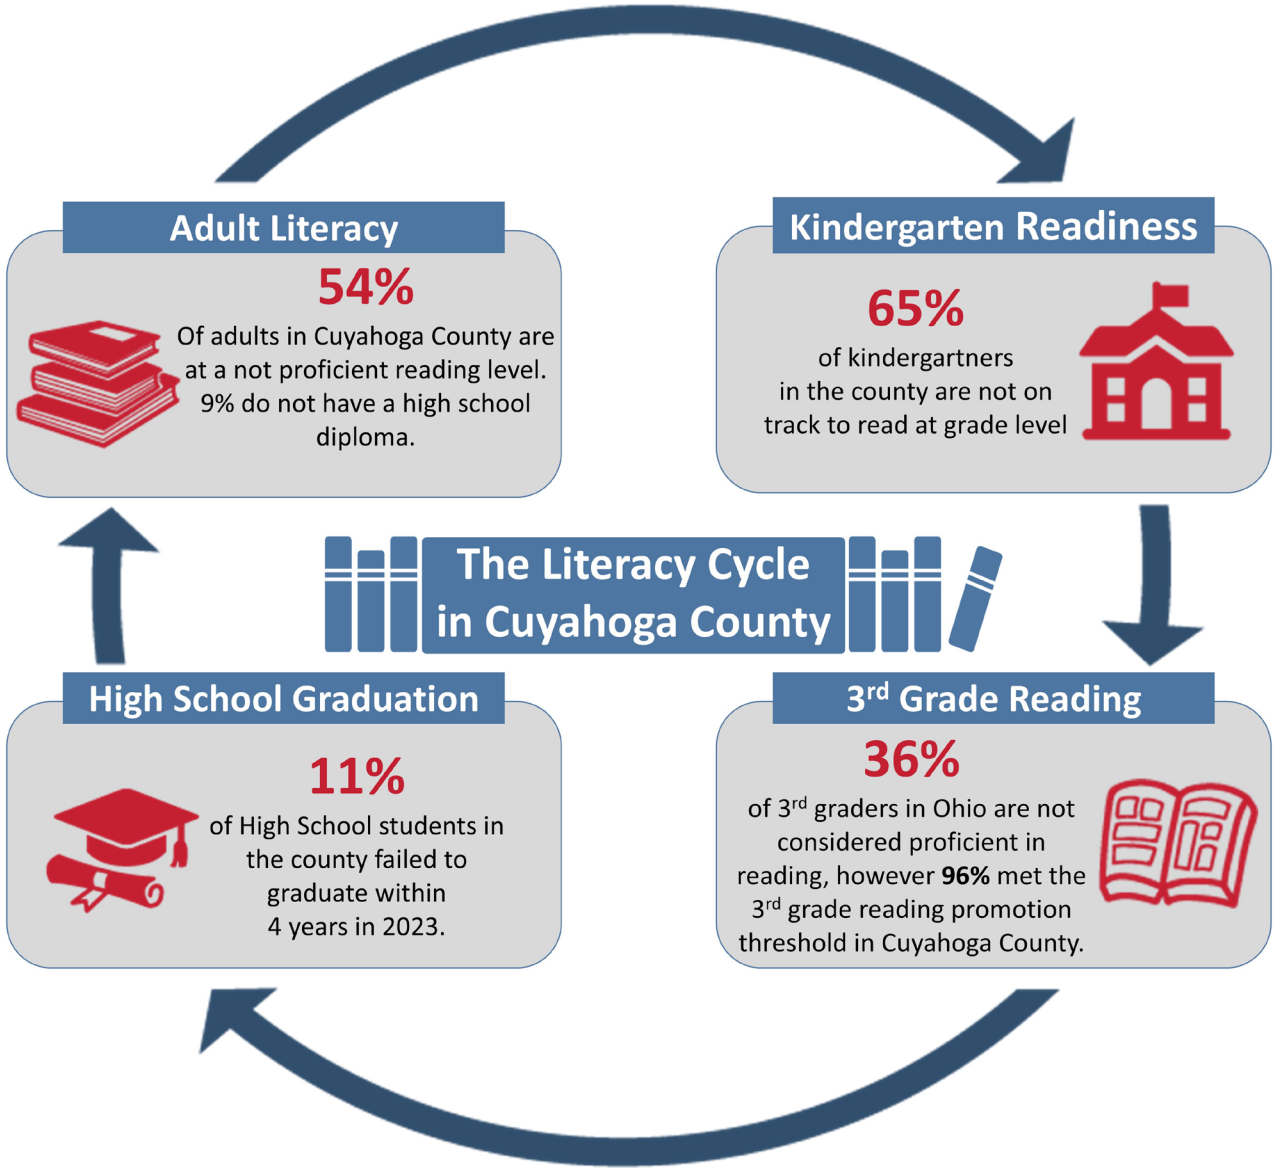 Adult Literacy
54%
Of adults in Cuyahoga County are
at a not proficient reading level.
9% do not have a high school
diploma.
Kindergarten Readiness
65%
of kindergartners
in the county are not on
track to read at grade level
The Literacy Cycle
in Cuyahoga County
High School Graduation
11%
of High School students in
the county failed to
graduate within
4 years in 2023.
3rd Grade Reading
36%
of 3rd graders in Ohio are not
considered proficient in
reading, however 96% met the
3rd grade reading promotion
threshold in Cuyahoga County.